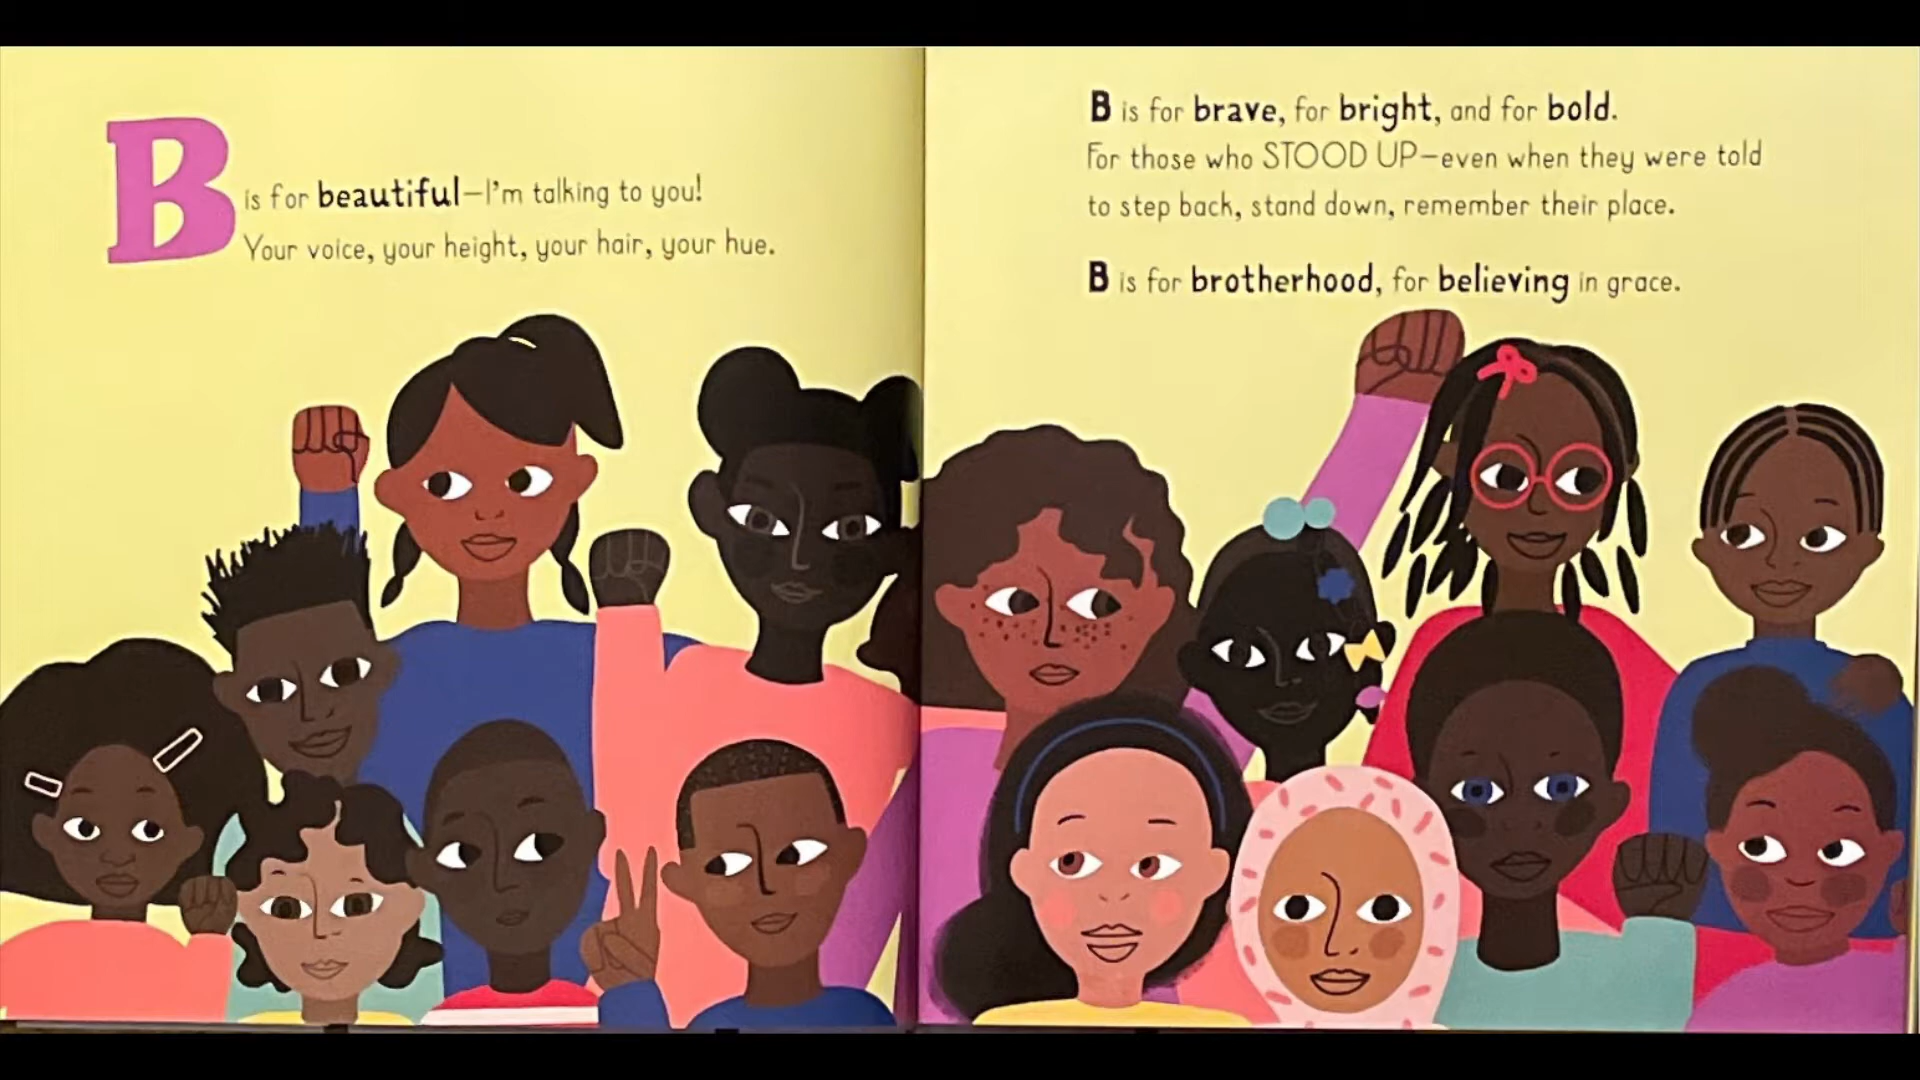 B is for beautiful—I'm talking to you!
Your voice, your height, your hair, your hue.
B is for brave, for bright, and for bold.
For those who STOOD UP—even when they were told
to step back, stand down, remember their place.
B is for brotherhood, for believing in grace.